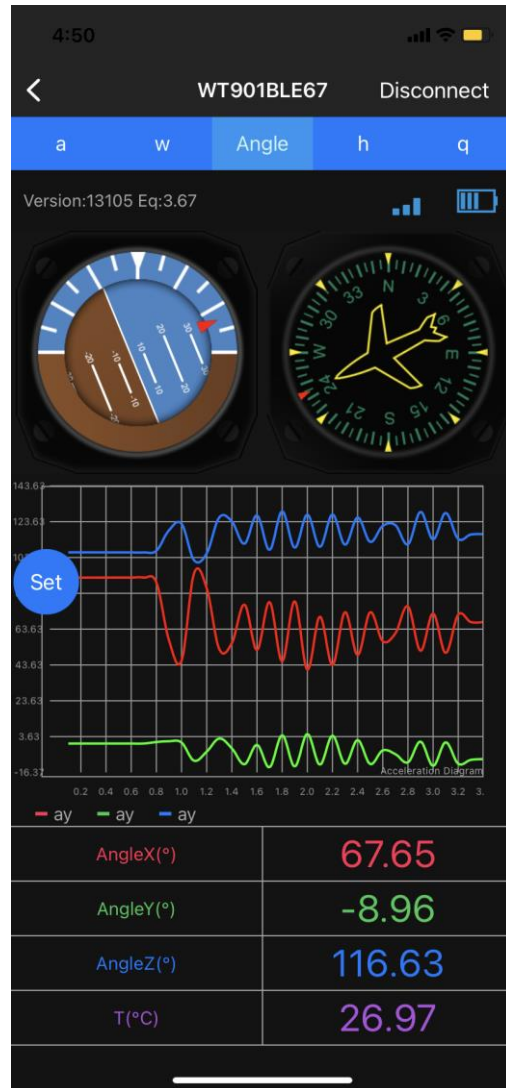 4:50
WT901BLE67 Disconnect
a w Angle h q
Version:13105 Eq:3.67
20 30
10 20
-10 10 30
-20 10 20
-10
N 3 6 E 12 15 S 21 24 W 30 33
143.63
123.63
Set
63.63
43.63
23.63
3.63
-16.37
Acceleration Diagram
0.2 0.4 0.6 0.8 1.0 1.2 1.4 1.6 1.8 2.0 2.2 2.4 2.6 2.8 3.0 3.2 3.
ay ay ay
AngleX(°) 67.65
AngleY(°) -8.96
AngleZ(°) 116.63
T(°C) 26.97